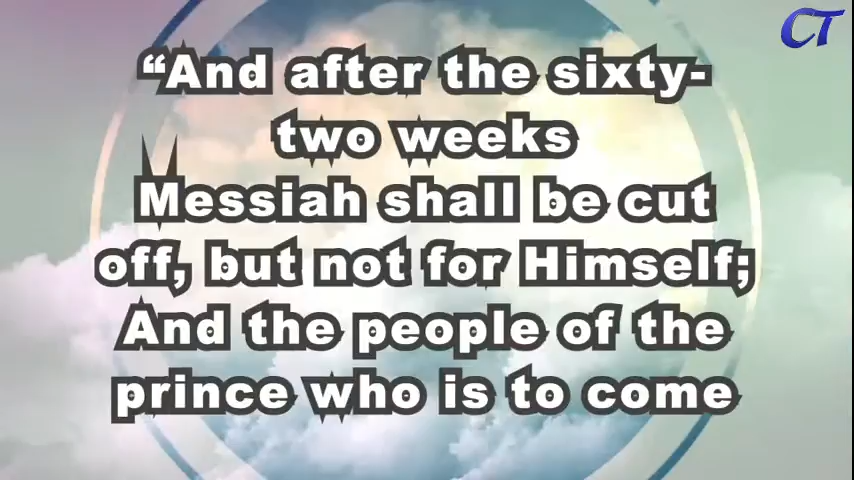 CT
“And after the sixty-
two weeks
Messiah shall be cut
off, but not for Himself;
And the people of the
prince who is to come